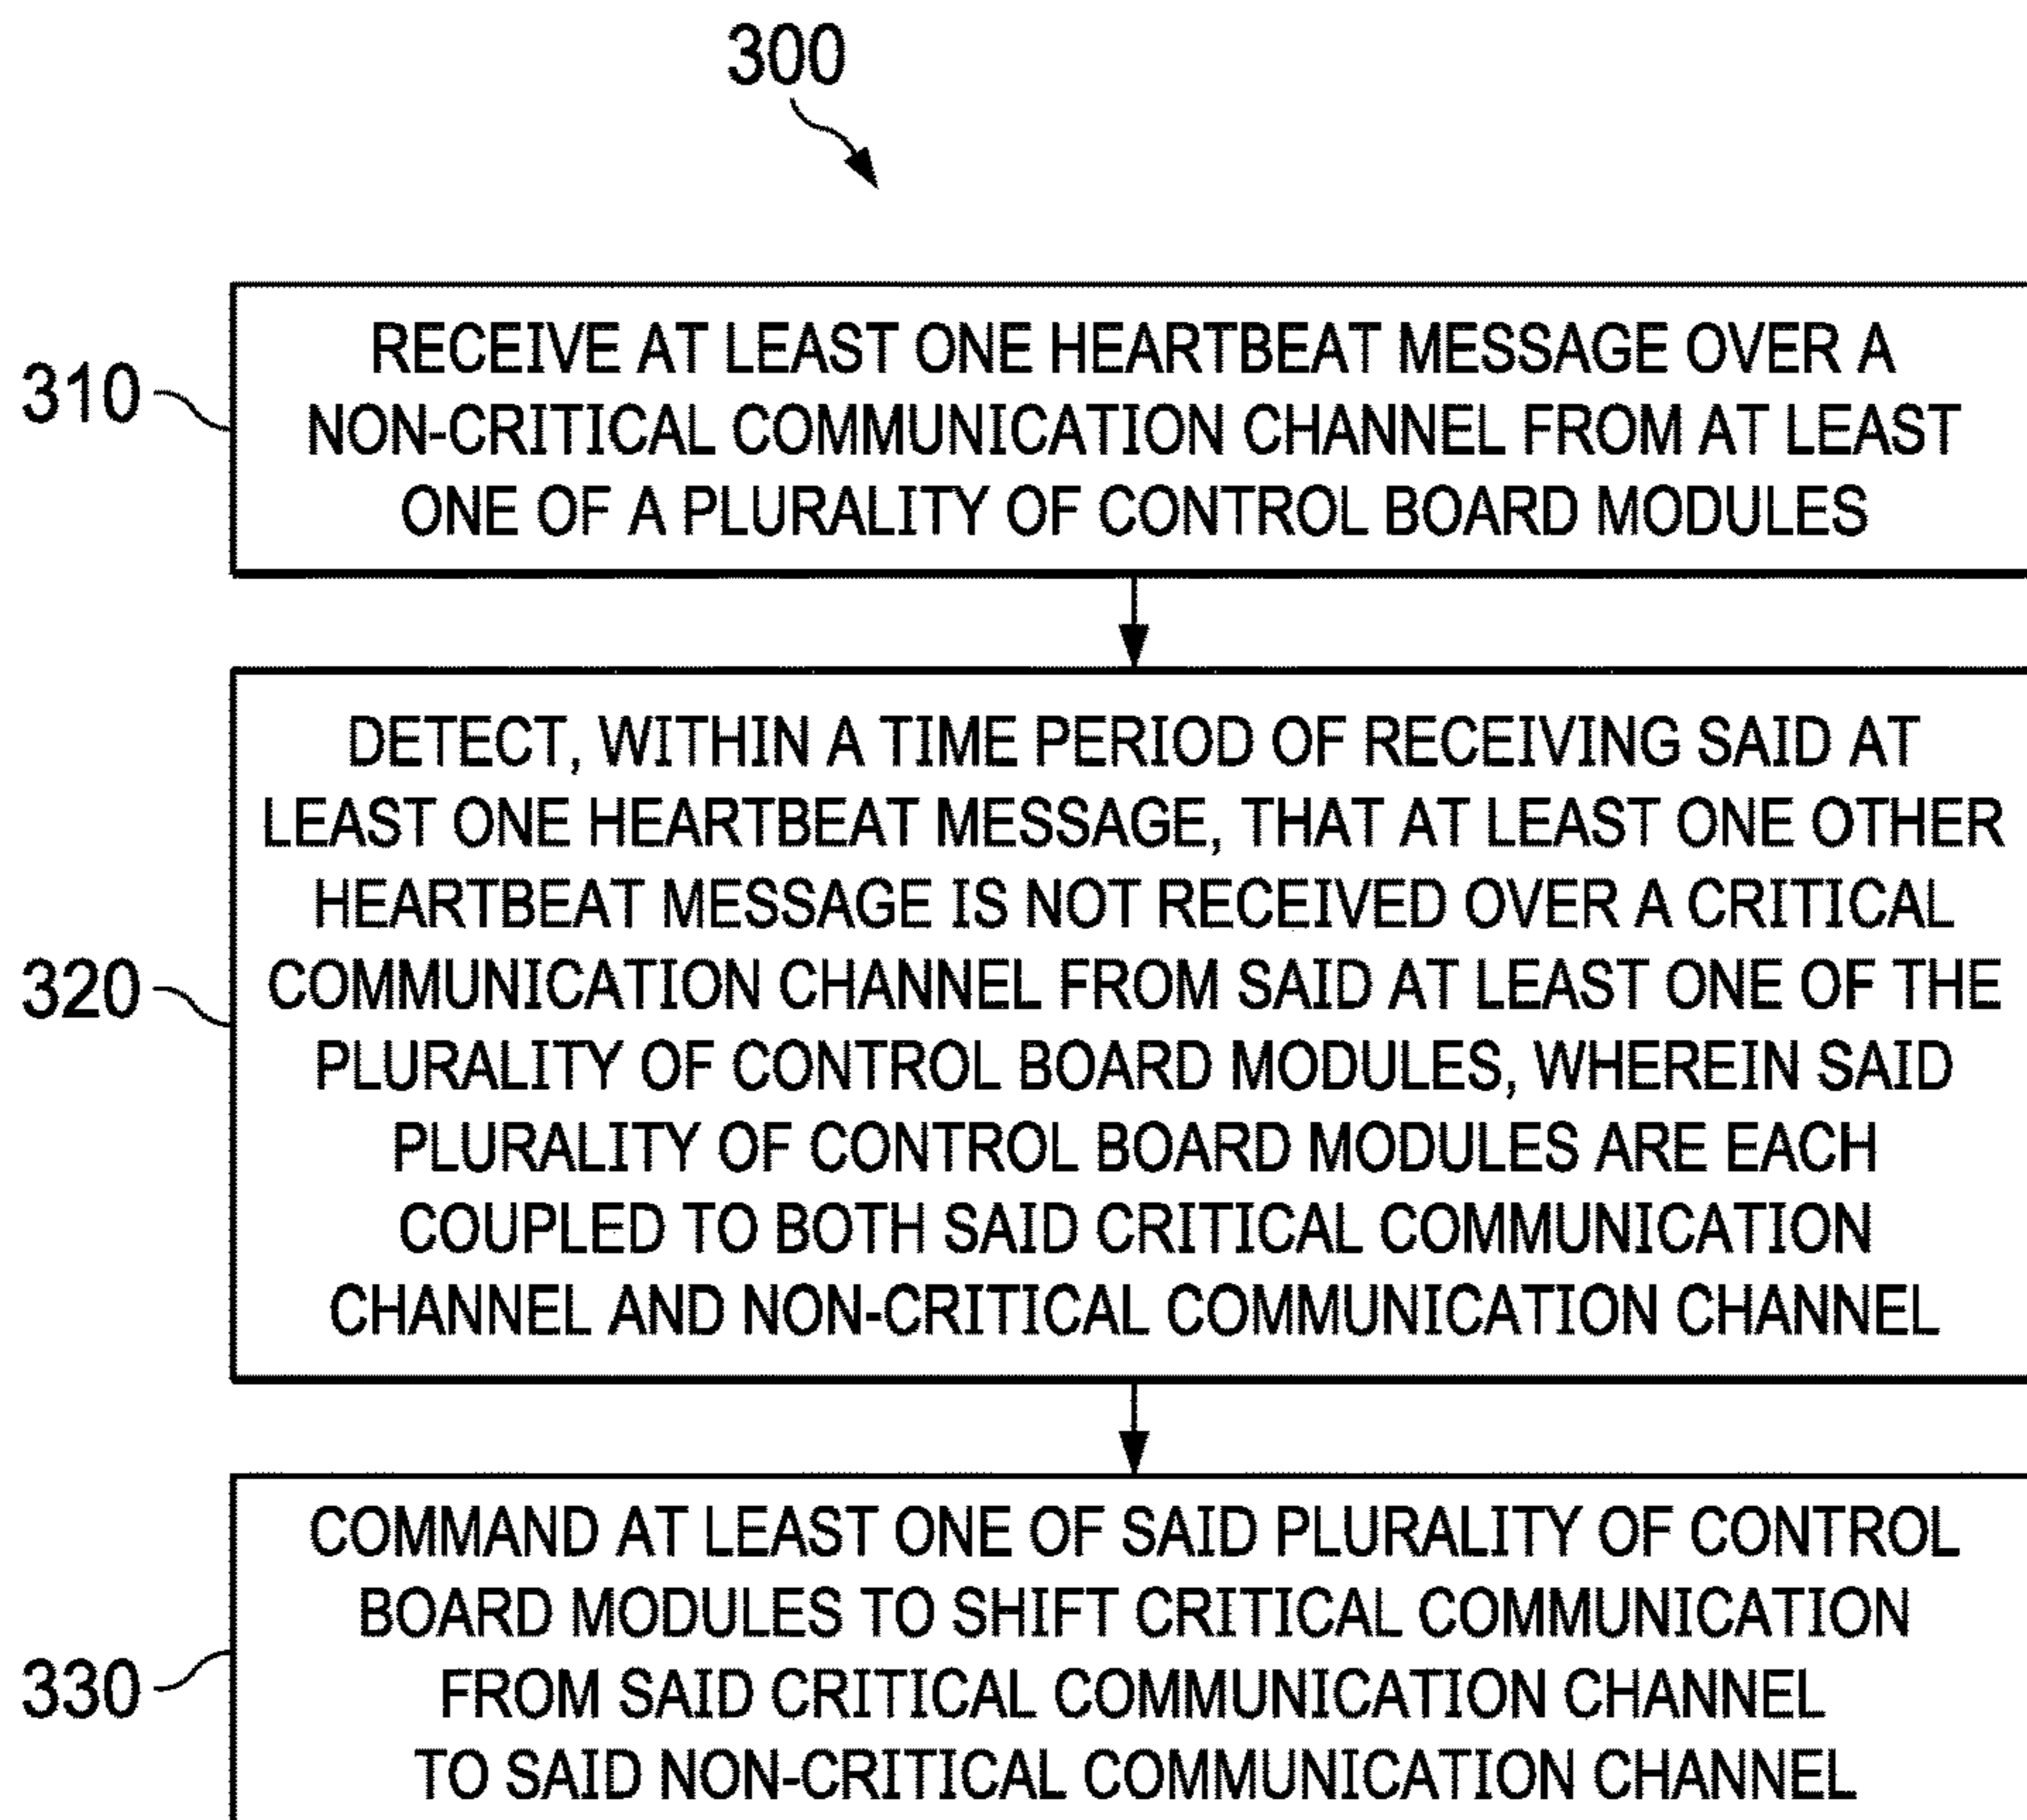 300
310
RECEIVE AT LEAST ONE HEARTBEAT MESSAGE OVER A
NON-CRITICAL COMMUNICATION CHANNEL FROM AT LEAST
ONE OF A PLURALITY OF CONTROL BOARD MODULES
320
DETECT, WITHIN A TIME PERIOD OF RECEIVING SAID AT
LEAST ONE HEARTBEAT MESSAGE, THAT AT LEAST ONE OTHER
HEARTBEAT MESSAGE IS NOT RECEIVED OVER A CRITICAL
COMMUNICATION CHANNEL FROM SAID AT LEAST ONE OF THE
PLURALITY OF CONTROL BOARD MODULES, WHEREIN SAID
PLURALITY OF CONTROL BOARD MODULES ARE EACH
COUPLED TO BOTH SAID CRITICAL COMMUNICATION
CHANNEL AND NON-CRITICAL COMMUNICATION CHANNEL
330
COMMAND AT LEAST ONE OF SAID PLURALITY OF CONTROL
BOARD MODULES TO SHIFT CRITICAL COMMUNICATION
FROM SAID CRITICAL COMMUNICATION CHANNEL
TO SAID NON-CRITICAL COMMUNICATION CHANNEL